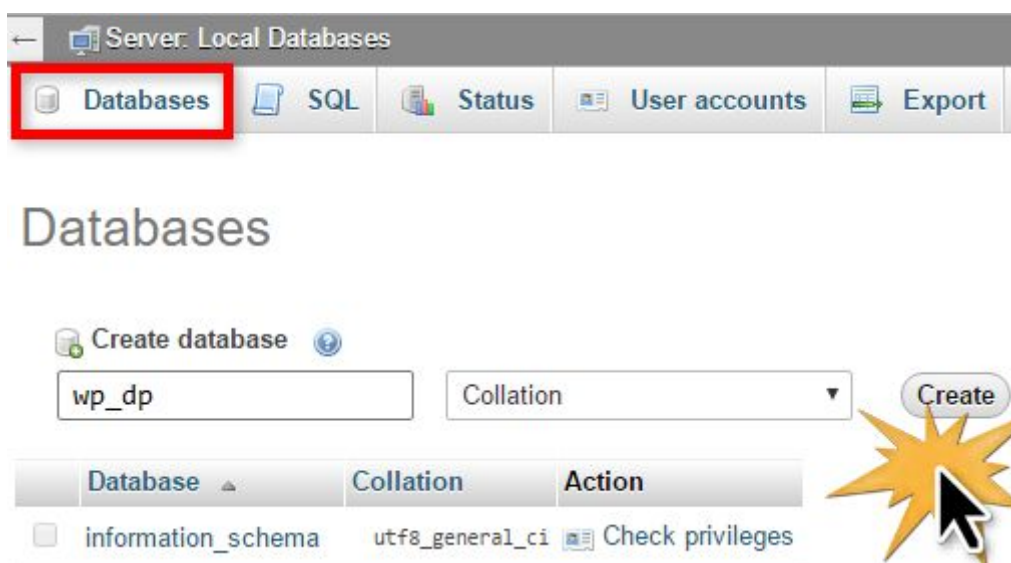 ← Server: Local Databases
Databases SQL Status User accounts Export
Databases
Create database
wp_dp Collation Create
Database Collation Action
information_schema utf8_general_ci Check privileges